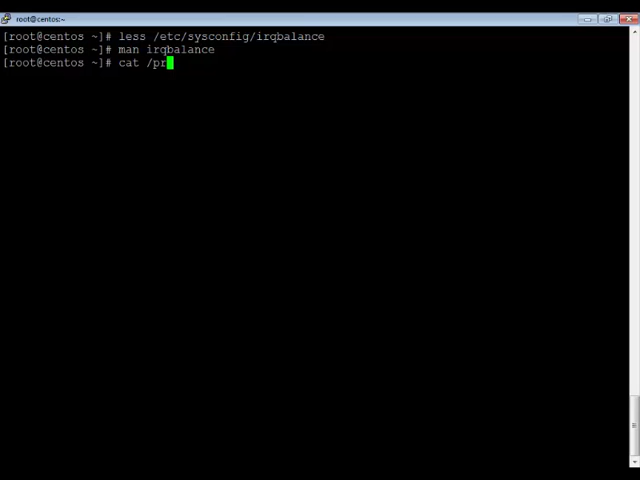 root@centos:~
[root@centos ~]# less /etc/sysconfig/irqbalance
[root@centos ~]# man irqbalance
[root@centos ~]# cat /pr